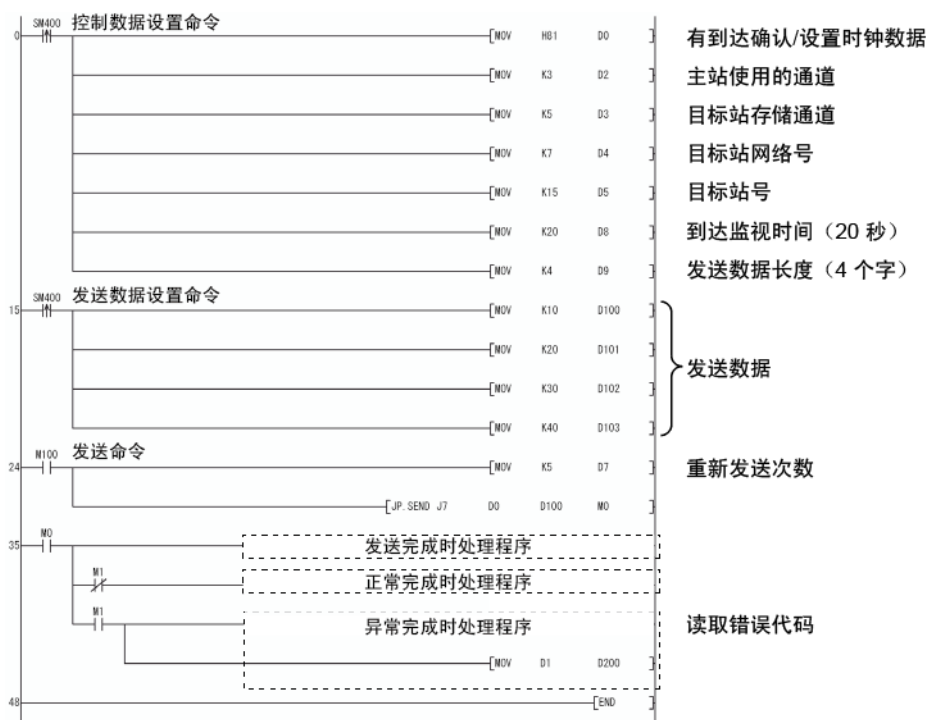 SM400 控制数据设置命令
0 [MOV H81 D0 ] 有到达确认/设置时钟数据
[MOV K3 D2 ] 主站使用的通道
[MOV K5 D3 ] 目标站存储通道
[MOV K7 D4 ] 目标站网络号
[MOV K15 D5 ] 目标站号
[MOV K20 D8 ] 到达监视时间（20 秒）
[MOV K4 D9 ] 发送数据长度（4 个字）
SM400 发送数据设置命令
15 [MOV K10 D100 ]
[MOV K20 D101 ]
发送数据
[MOV K30 D102 ]
[MOV K40 D103 ]
M100 发送命令
24 [MOV K5 D7 ] 重新发送次数
[JP.SEND J7 D0 D100 M0 ]
M0
35 发送完成时处理程序
M1
正常完成时处理程序
M1
异常完成时处理程序 读取错误代码
[MOV D1 D200 ]
48 [END ]